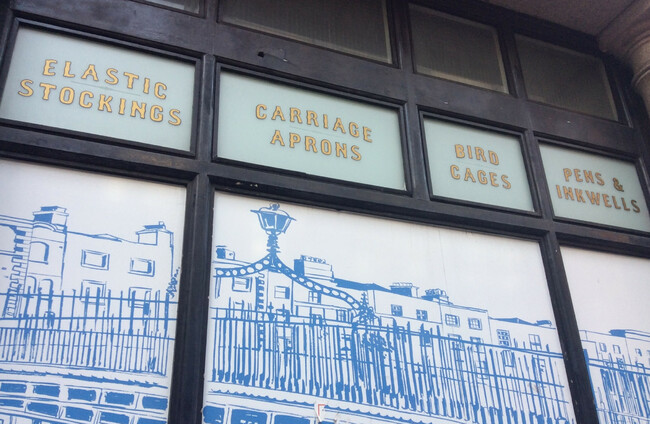 ELASTIC
STOCKINGS
CARRIAGE
APRONS
BIRD
CAGES
PENS &
INKWELLS